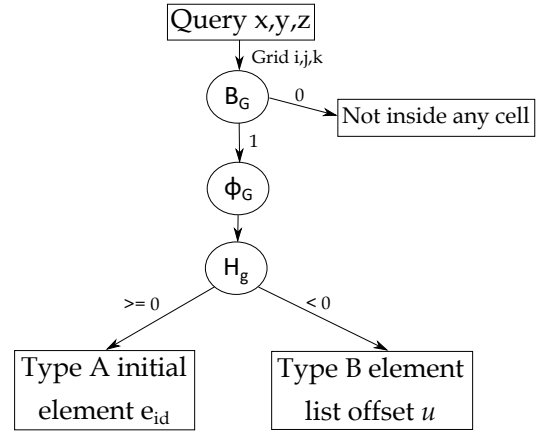 Query x,y,z
Grid i,j,k
B_G
0
Not inside any cell
1
ϕ_G
H_g
>= 0
< 0
Type A initial
element e_id
Type B element
list offset u